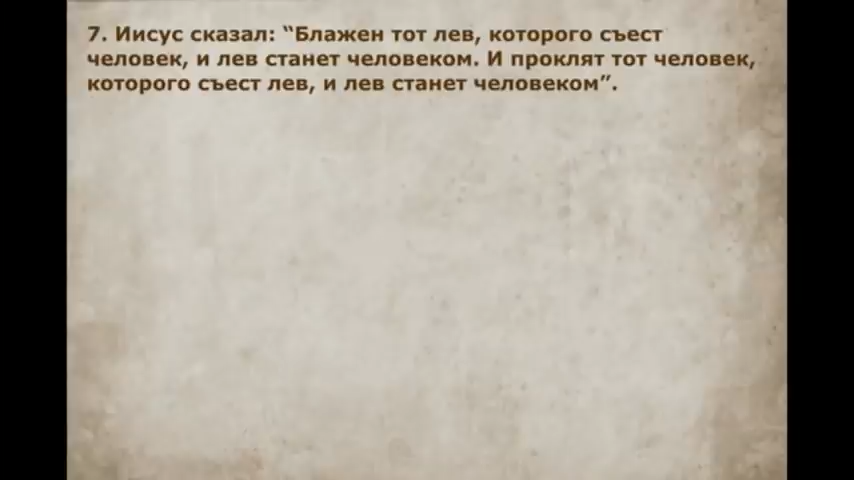 7. Иисус сказал: “Блажен тот лев, которого съест
человек, и лев станет человеком. И проклят тот человек,
которого съест лев, и лев станет человеком”.